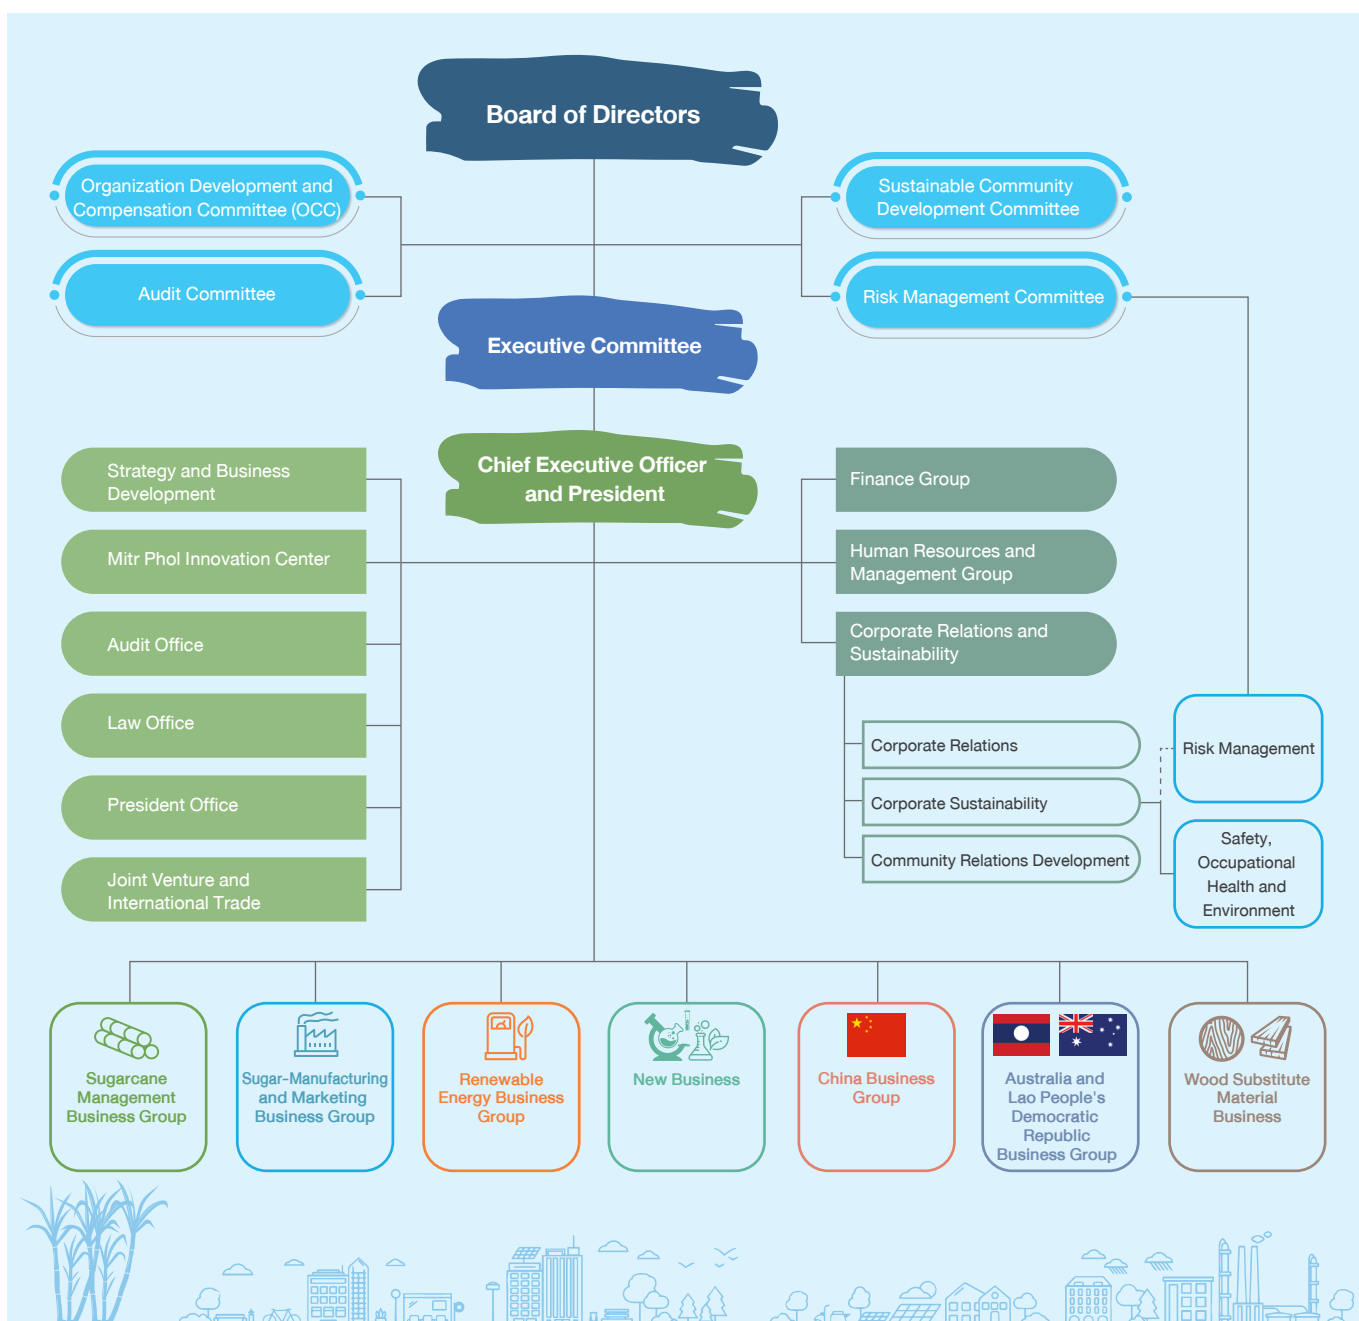 Board of Directors
Organization Development and
Compensation Committee (OCC)
Sustainable Community
Development Committee
Audit Committee
Risk Management Committee
Executive Committee
Chief Executive Officer
and President
Strategy and Business
Development
Mitr Phol Innovation Center
Audit Office
Law Office
President Office
Joint Venture and
International Trade
Finance Group
Human Resources and
Management Group
Corporate Relations and
Sustainability
Corporate Relations
Corporate Sustainability
Community Relations Development
Risk Management
Safety,
Occupational
Health and
Environment
Sugarcane
Management
Business Group
Sugar-Manufacturing
and Marketing
Business Group
Renewable
Energy Business
Group
New Business
China Business
Group
Australia and
Lao People's
Democratic
Republic
Business Group
Wood Substitute
Material
Business